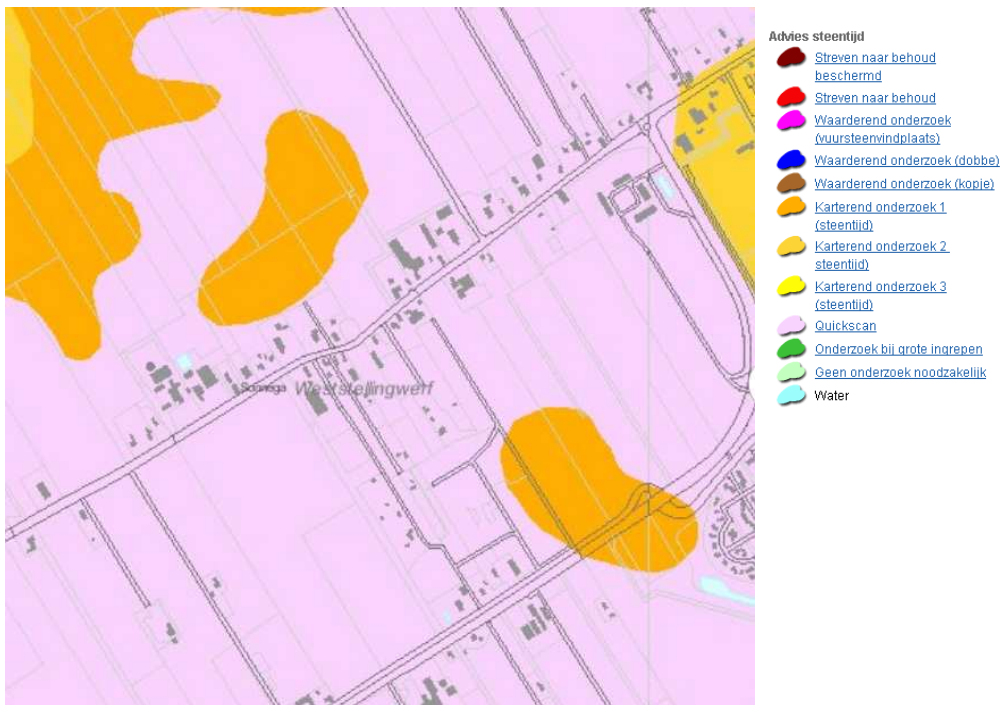 Advies steentijd
Streven naar behoud
beschermd
Streven naar behoud
Waarderend onderzoek
(vuursteenvindplaats)
Waarderend onderzoek (dobbe)
Waarderend onderzoek (kopje)
Karterend onderzoek 1
(steentijd)
Karterend onderzoek 2
steentijd)
Karterend onderzoek 3
(steentijd)
Quickscan
Onderzoek bij grote ingrepen
Geen onderzoek noodzakelijk
Water
Sonnega Weststellingwerf